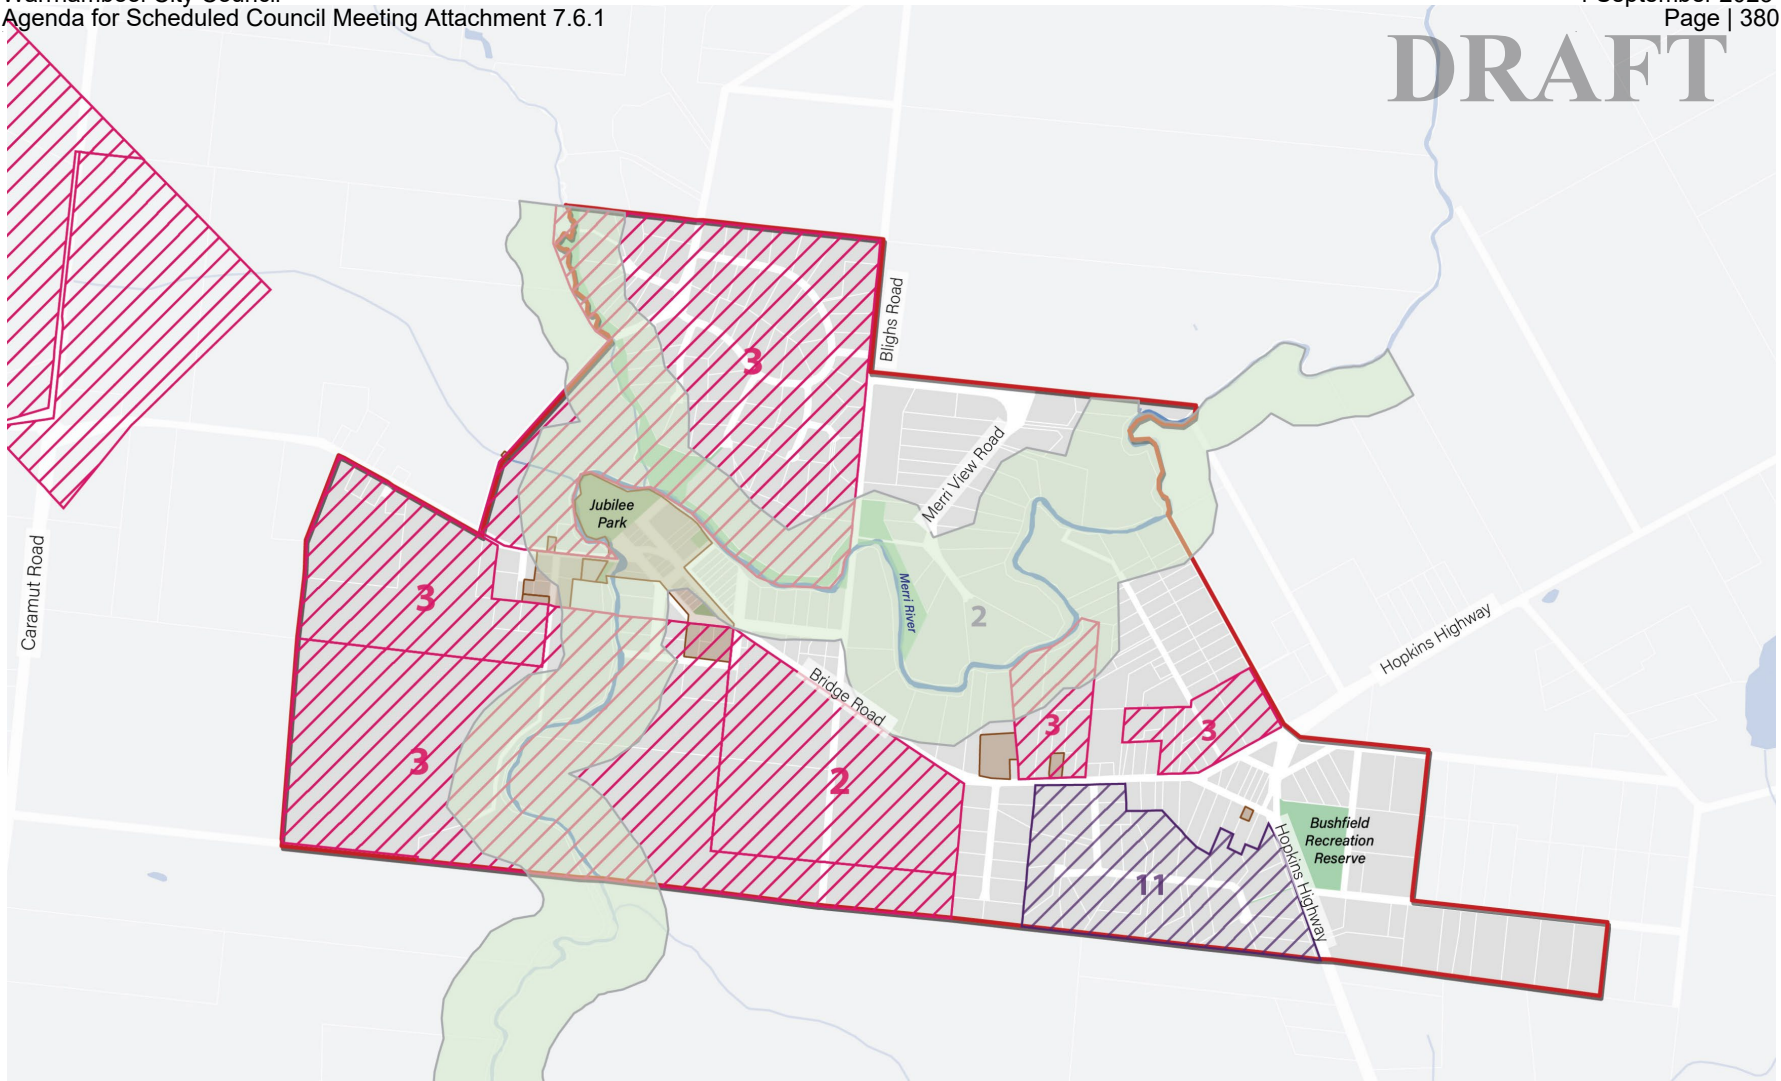 Agenda for Scheduled Council Meeting Attachment 7.6.1
Page | 380
DRAFT
Blighs Road
3
Merri View Road
Jubilee
Park
Caramut Road
3
Merri River
2
Hopkins Highway
Bridge Road
3
3
3
2
Bushfield
Recreation
Reserve
Hopkins Highway
11